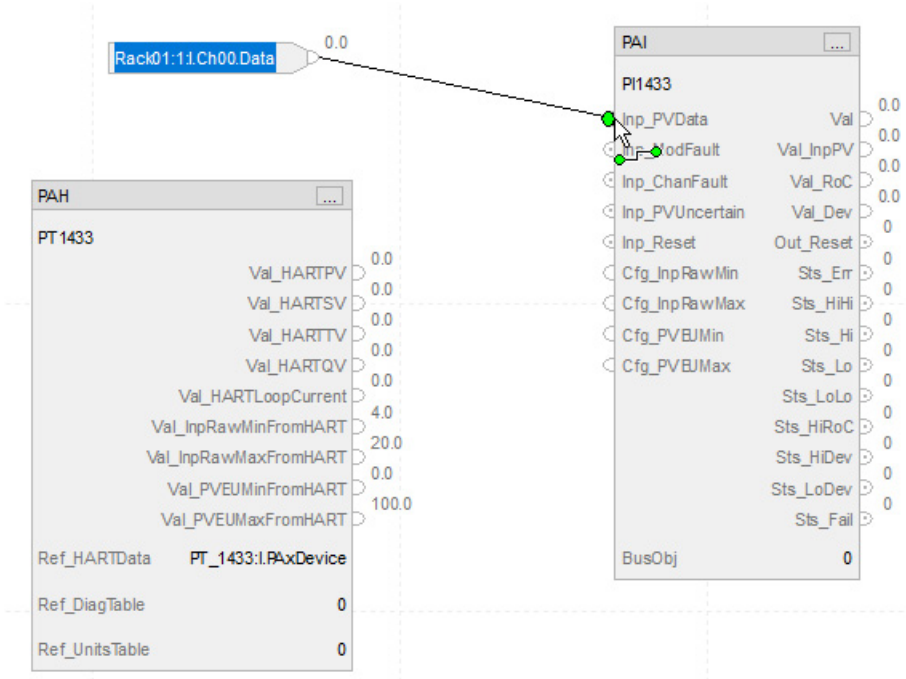 Rack01:1:I.Ch00.Data
0.0
PAH
...
PT1433
Val_HARTPV
0.0
Val_HARTSV
0.0
Val_HARTTV
0.0
Val_HARTQV
0.0
Val_HARTLoopCurrent
0.0
Val_InpRawMinFromHART
4.0
Val_InpRawMaxFromHART
20.0
Val_PVEUMinFromHART
0.0
Val_PVEUMaxFromHART
100.0
Ref_HARTData PT_1433:I.PAxDevice
Ref_DiagTable 0
Ref_UnitsTable 0
PAI
...
PI1433
Inp_PVData Val 0.0
Inp_ModFault Val_InpPV 0.0
Inp_ChanFault Val_RoC 0.0
Inp_PVUncertain Val_Dev 0.0
Inp_Reset Out_Reset 0
Cfg_InpRawMin Sts_Err 0
Cfg_InpRawMax Sts_HiHi 0
Cfg_PVEUMin Sts_Hi 0
Cfg_PVEUMax Sts_Lo 0
Sts_LoLo 0
Sts_HiRoC 0
Sts_HiDev 0
Sts_LoDev 0
Sts_Fail 0
BusObj 0